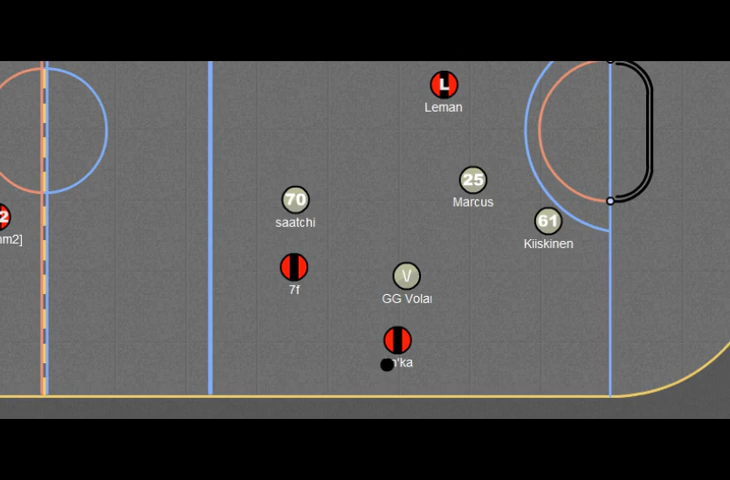 L
Leman
25
Marcus
70
saatchi
61
Kiiskinen
2
m2]
7f
V
GG Volai